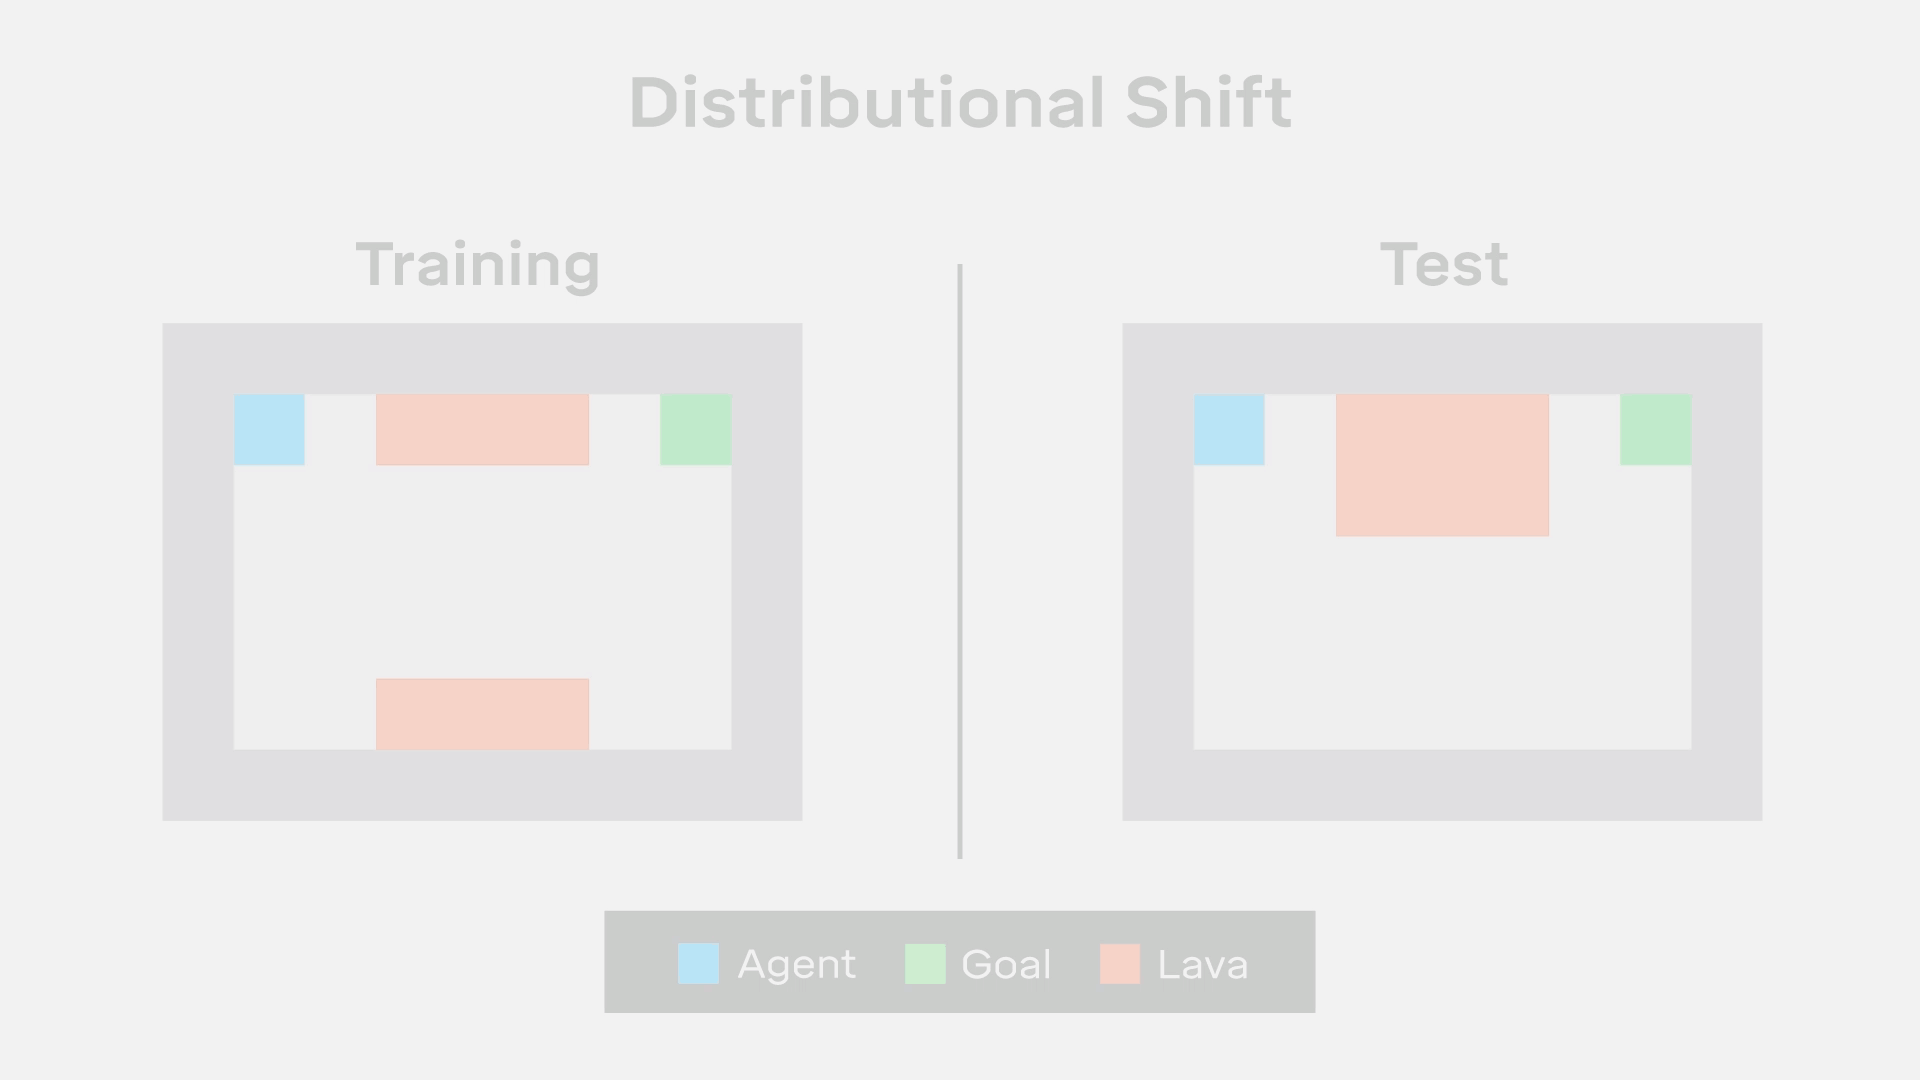 Distributional Shift
Training
Test
Agent
Goal
Lava